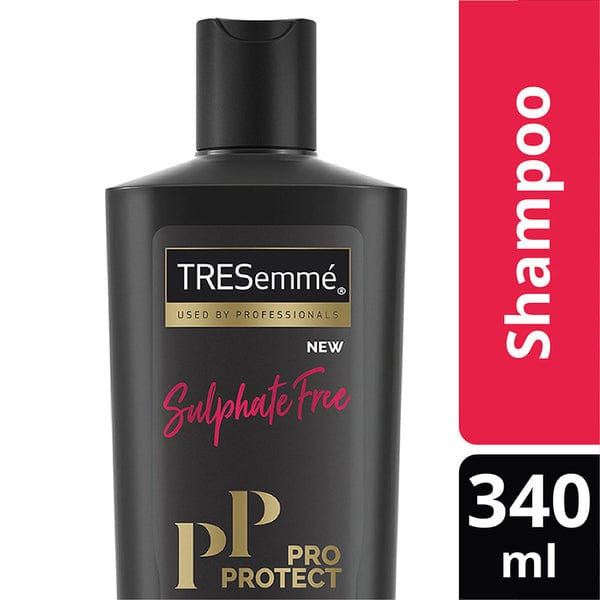 TRESemmé®
USED BY PROFESSIONALS
NEW
Sulphate Free
PP PRO
PROTECT
Shampoo
340
ml